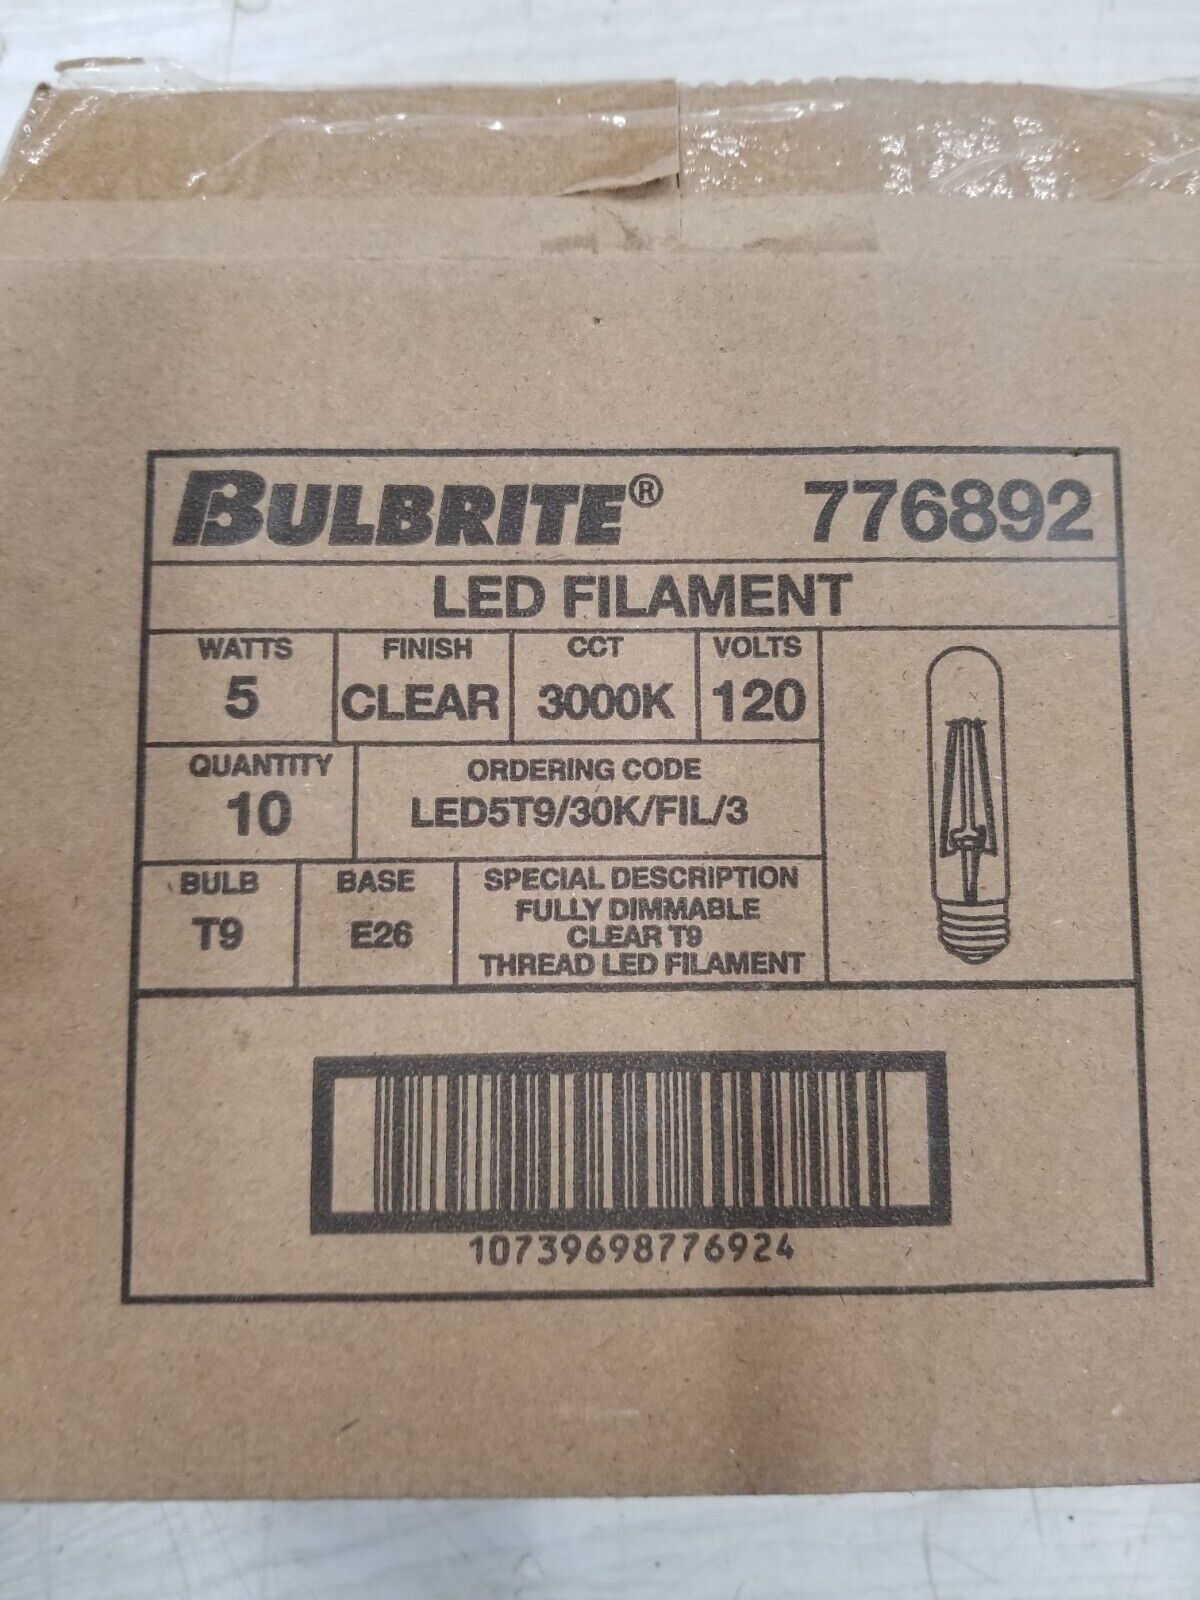 BULBRITE® 776892
LED FILAMENT
WATTS FINISH CCT VOLTS
5 CLEAR 3000K 120
QUANTITY ORDERING CODE
10 LED5T9/30K/FIL/3
BULB BASE SPECIAL DESCRIPTION
T9 E26 FULLY DIMMABLE
CLEAR T9
THREAD LED FILAMENT
10739698776924